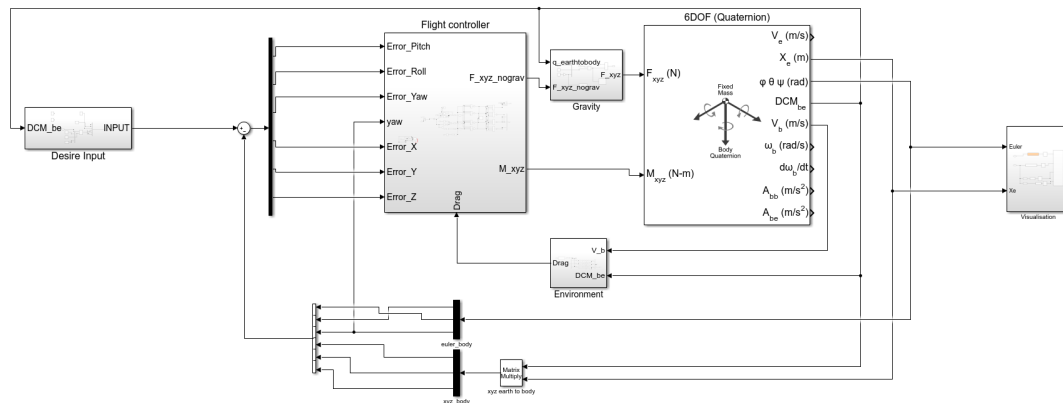 Flight controller
6DOF (Quaternion)
Error_Pitch
Error_Roll
Error_Yaw
yaw
Error_X
Error_Y
Error_Z
F_xyz_nograv
M_xyz
Drag
q_earthtobody
F_xyz_nograv
F_xyz
Gravity
F_xyz (N)
M_xyz (N-m)
Fixed
Mass
Body
Quaternion
V_e (m/s)
X_e (m)
φ θ ψ (rad)
DCM_be
V_b (m/s)
ω_b (rad/s)
dω_b/dt
A_bb (m/s²)
A_be (m/s²)
DCM_be
INPUT
Desire Input
+
-
Euler
Xe
Visualisation
V_b
Drag
DCM_be
Environment
euler_body
xyz_body
Matrix
Multiply
xyz earth to body